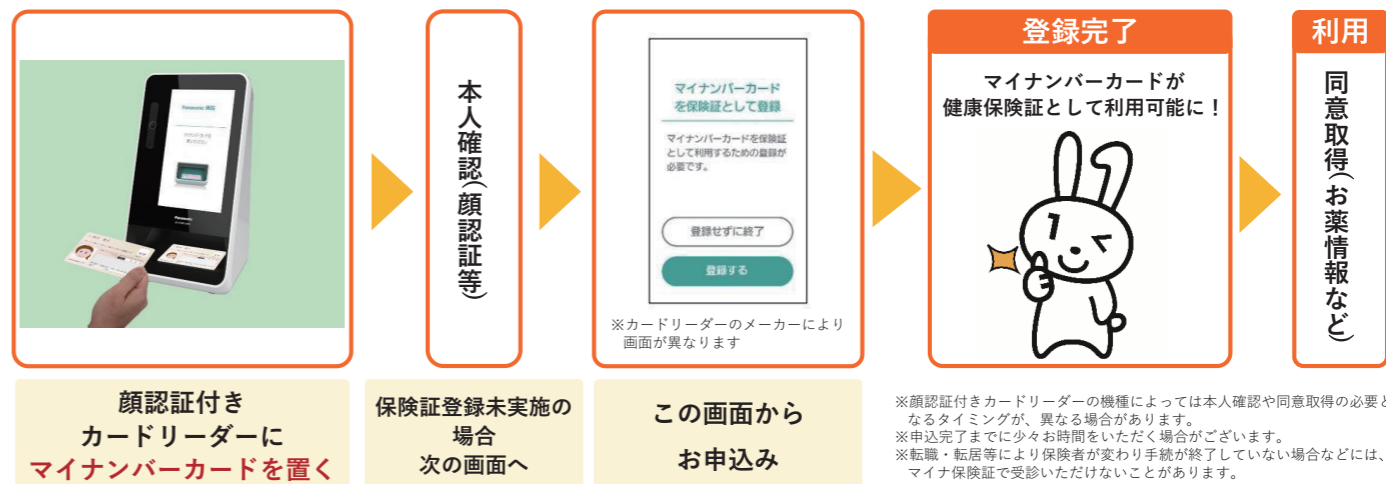 Panasonic 病院
Panasonic
顔認証付き
カードリーダーに
マイナンバーカードを置く
本人確認(顔認証等)
保険証登録未実施の
場合
次の画面へ
マイナンバーカード
を保険証として登録
マイナンバーカードを保険証
として利用するための登録が
必要です。
登録せずに終了
登録する
※カードリーダーのメーカーにより
画面が異なります
この画面から
お申込み
登録完了
マイナンバーカードが
健康保険証として利用可能に！
利用
同意取得(お薬情報など)
※顔認証付きカードリーダーの機種によっては本人確認や同意取得の必要と
なるタイミングが、異なる場合があります。
※申込完了までに少々お時間をいただく場合がございます。
※転職・転居等により保険者が変わり手続が終了していない場合などには、
マイナ保険証で受診いただけないことがあります。